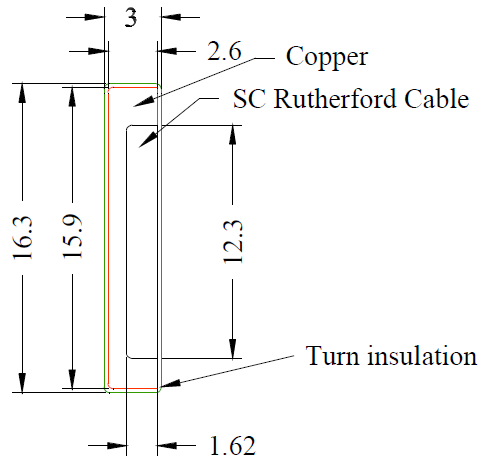 3
2.6
Copper
SC Rutherford Cable
16.3
15.9
12.3
Turn insulation
1.62